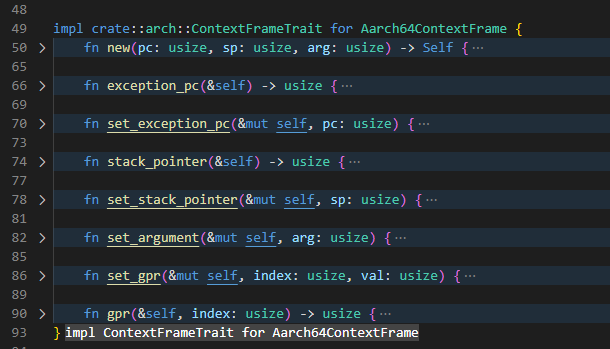 48
49 impl crate::arch::ContextFrameTrait for Aarch64ContextFrame {
50 > fn new(pc: usize, sp: usize, arg: usize) -> Self {⋯
65
66 > fn exception_pc(&self) -> usize {⋯
69
70 > fn set_exception_pc(&mut self, pc: usize) {⋯
73
74 > fn stack_pointer(&self) -> usize {⋯
77
78 > fn set_stack_pointer(&mut self, sp: usize) {⋯
81
82 > fn set_argument(&mut self, arg: usize) {⋯
85
86 > fn set_gpr(&mut self, index: usize, val: usize) {⋯
89
90 > fn gpr(&self, index: usize) -> usize {⋯
93 } impl ContextFrameTrait for Aarch64ContextFrame